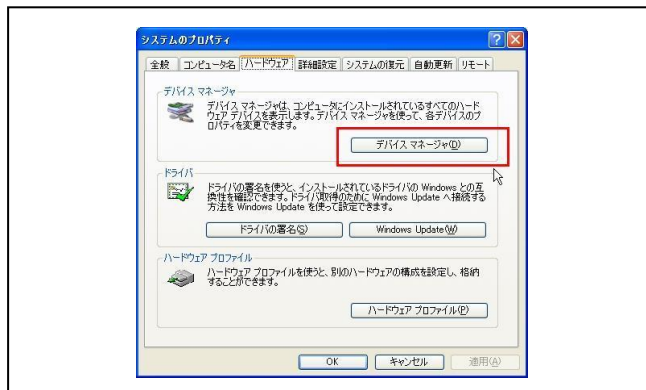 システムのプロパティ
全般 コンピュータ名 ハードウェア 詳細設定 システムの復元 自動更新 リモート
デバイス マネージャ
デバイス マネージャは、コンピュータにインストールされているすべてのハード
ウェア デバイスを表示します。デバイス マネージャを使って、各デバイスのプ
ロパティを変更できます。
デバイス マネージャ(D)
ドライバ
ドライバの署名を使うと、インストールされているドライバの Windows との互
換性を確認できます。ドライバ取得のために Windows Update へ接続する
方法を Windows Update を使って設定できます。
ドライバの署名(S) Windows Update(W)
ハードウェア プロファイル
ハードウェア プロファイルを使うと、別のハードウェアの構成を設定し、格納
することができます。
ハードウェア プロファイル(P)
OK キャンセル 適用(A)